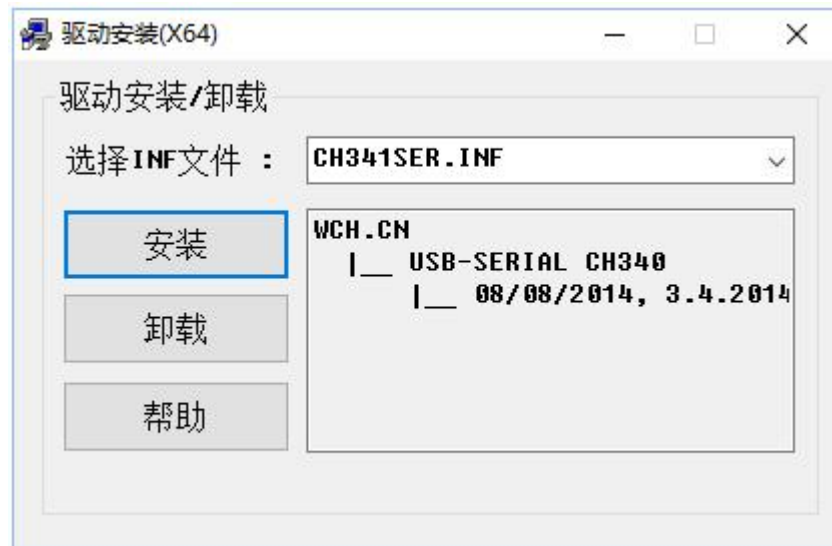 驱动安装(X64)
驱动安装/卸载
选择INF文件 :
CH341SER.INF
安装
卸载
帮助
WCH.CN
|__ USB-SERIAL CH340
|__ 08/08/2014, 3.4.2014